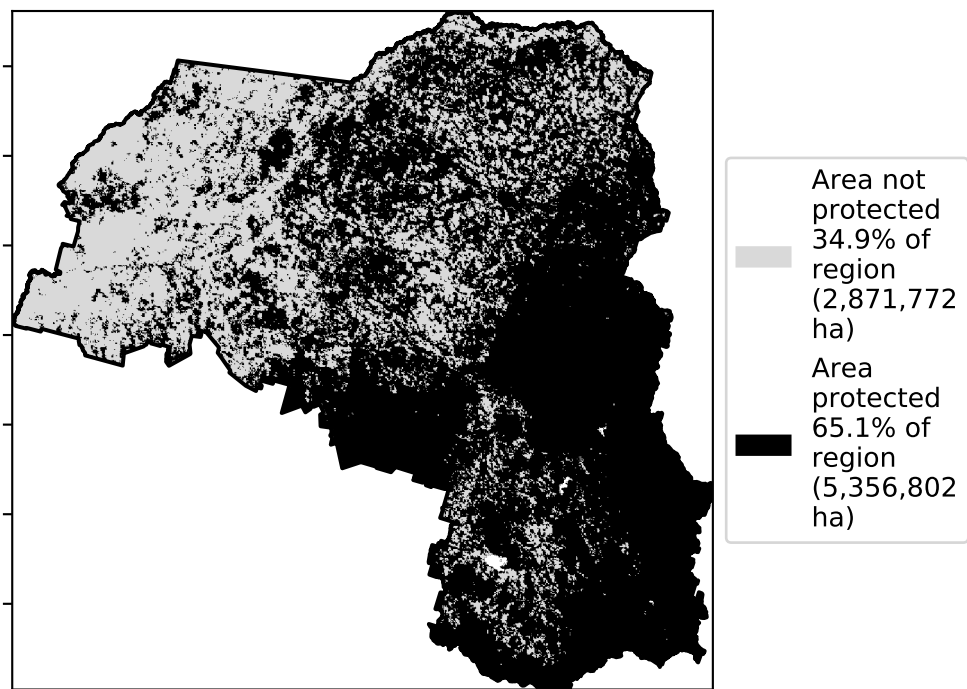 Area not
protected
34.9% of
region
(2,871,772
ha)
Area
protected
65.1% of
region
(5,356,802
ha)